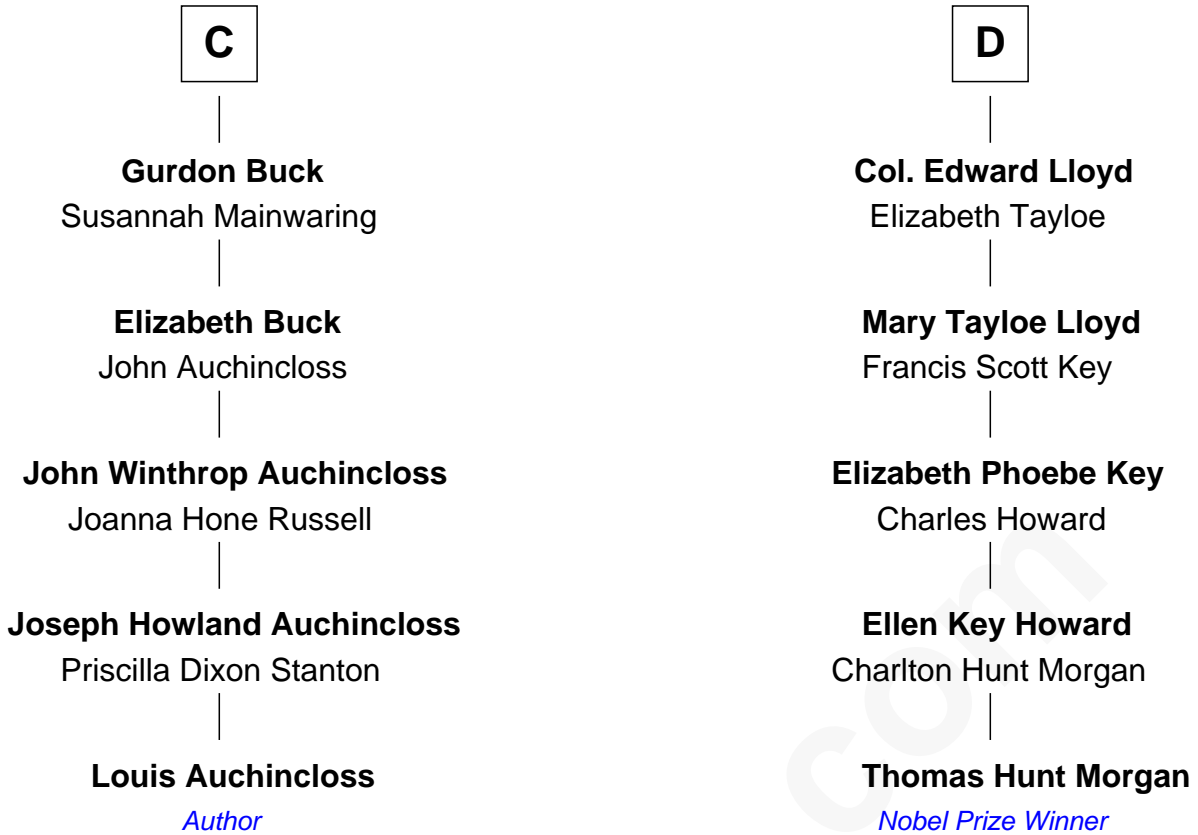 C
Gurdon Buck
Susannah Mainwaring
Elizabeth Buck
John Auchincloss
John Winthrop Auchincloss
Joanna Hone Russell
Joseph Howland Auchincloss
Priscilla Dixon Stanton
Louis Auchincloss
Author
D
Col. Edward Lloyd
Elizabeth Tayloe
Mary Tayloe Lloyd
Francis Scott Key
Elizabeth Phoebe Key
Charles Howard
Ellen Key Howard
Charlton Hunt Morgan
Thomas Hunt Morgan
Nobel Prize Winner
com